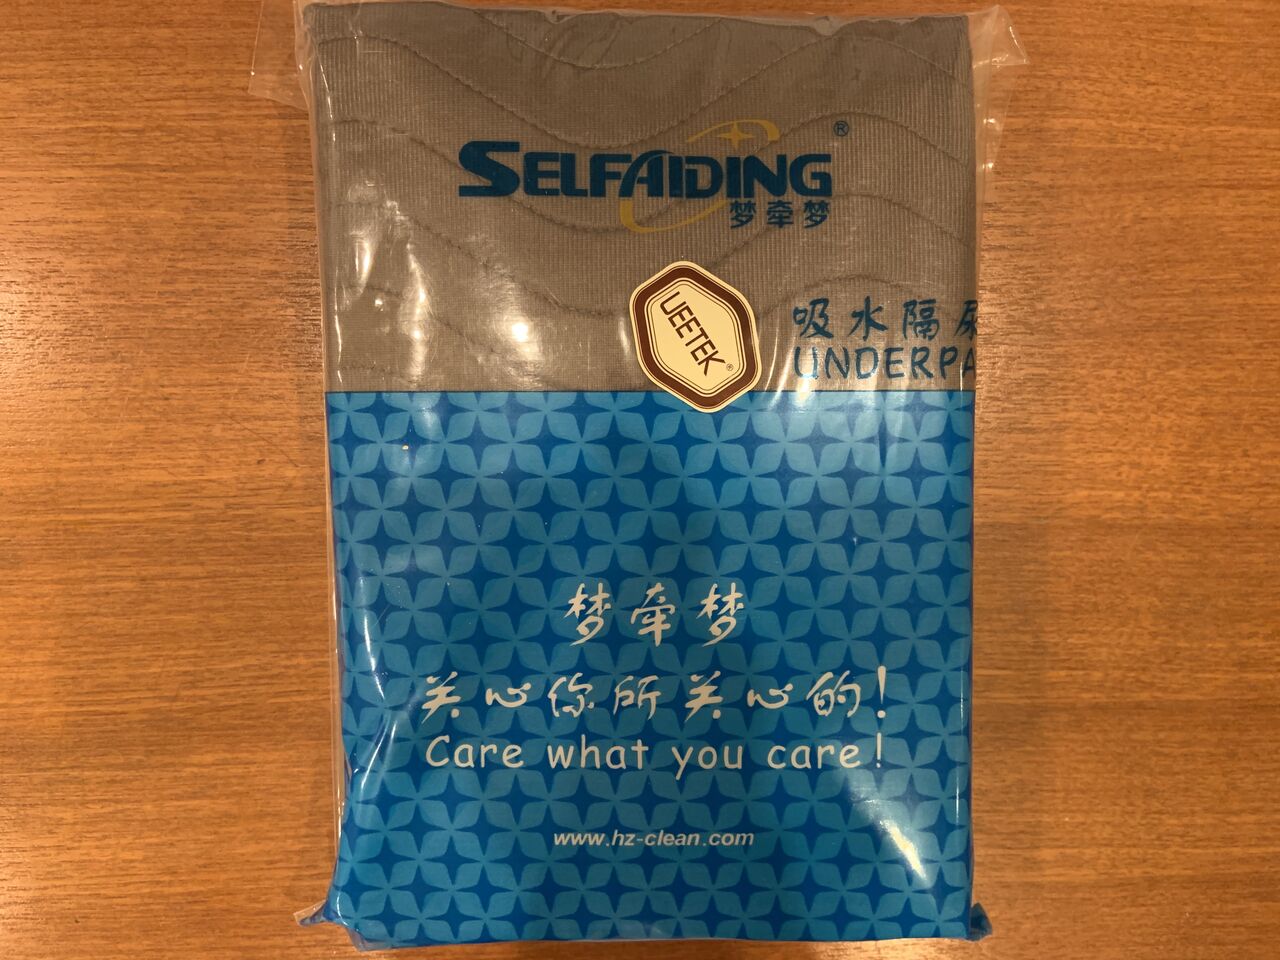 SELFAIDING®
梦牵梦
UEETEK®
吸水隔尿
UNDERPA
梦牵梦
关心你所关心的!
Care what you care!
www.hz-clean.com